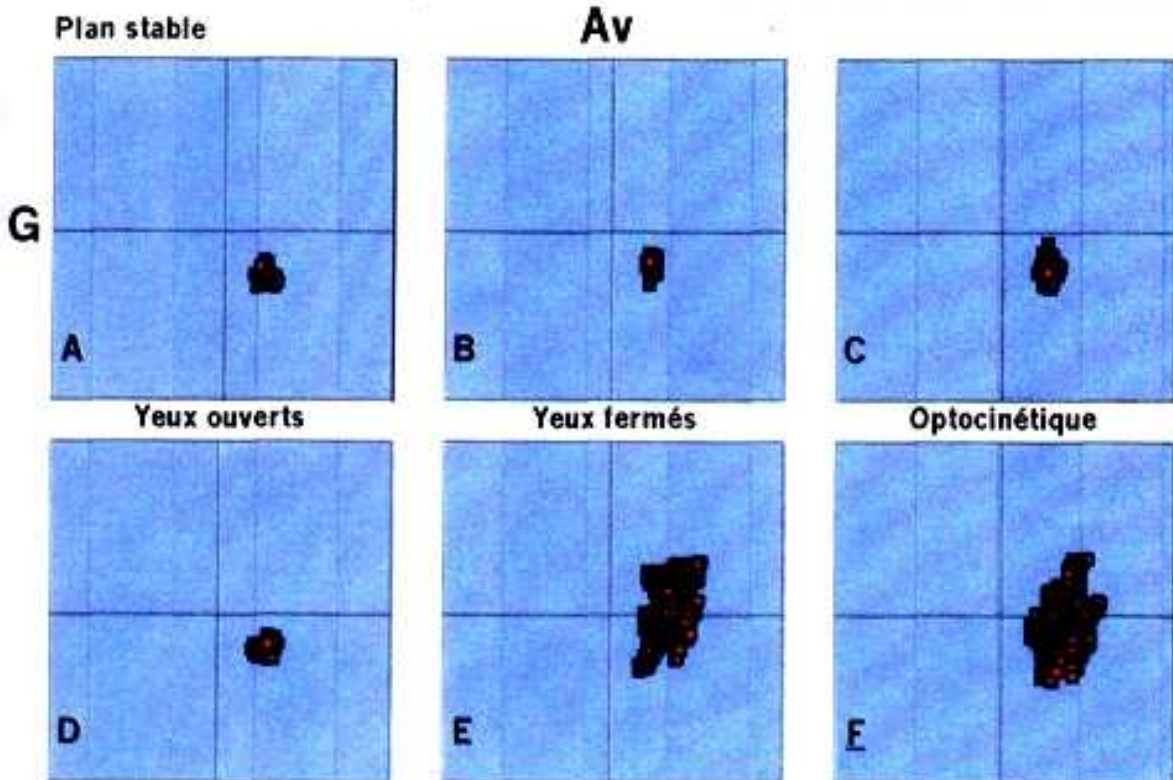 Plan stable
Av
G
A
B
C
Yeux ouverts
Yeux fermés
Optocinétique
D
E
F